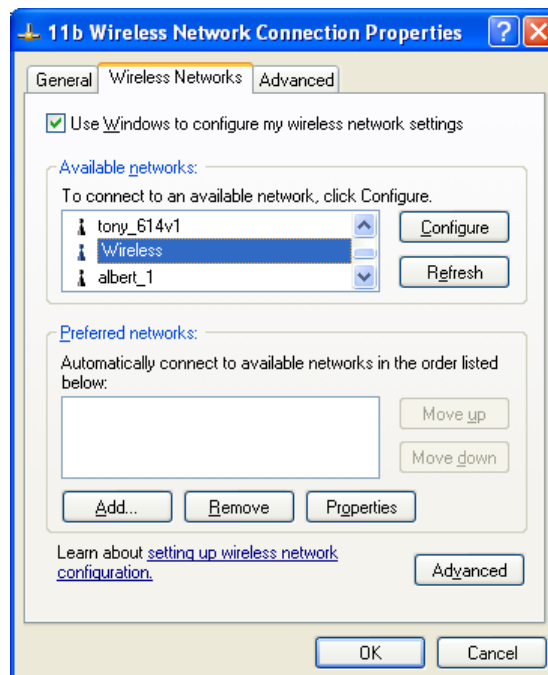 11b Wireless Network Connection Properties
General Wireless Networks Advanced
Use Windows to configure my wireless network settings
Available networks:
To connect to an available network, click Configure.
tony_614v1
Wireless
albert_1
Configure
Refresh
Preferred networks:
Automatically connect to available networks in the order listed
below:
Move up
Move down
Add... Remove Properties
Learn about setting up wireless network
configuration.
Advanced
OK Cancel